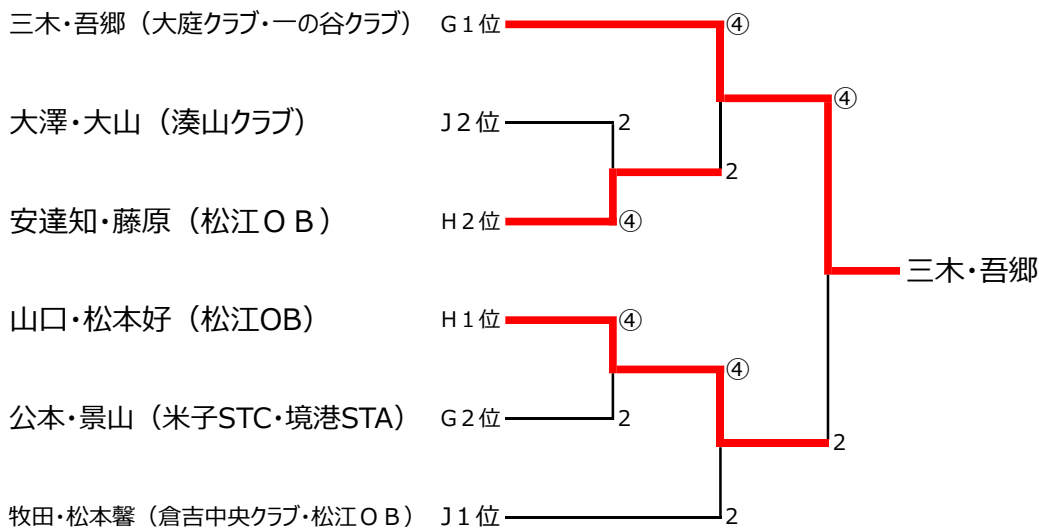 三木・吾郷（大庭クラブ・一の谷クラブ） G１位 ④
④
大澤・大山（湊山クラブ） J２位 2
2
安達知・藤原（松江ＯＢ） H２位 ④
三木・吾郷
山口・松本好（松江OB） H１位 ④
④
公本・景山（米子STC・境港STA） G２位 2
2
牧田・松本馨（倉吉中央クラブ・松江ＯＢ） J１位 2